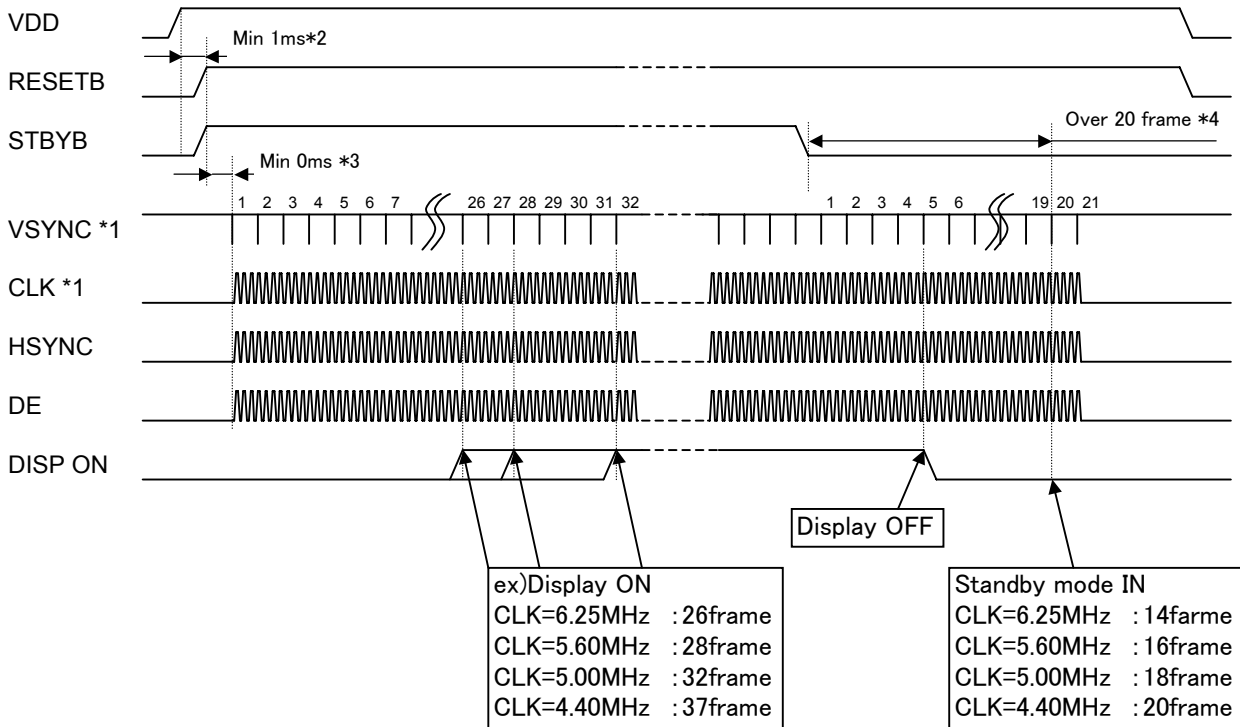 VDD
Min 1ms*2
RESETB
STBYB
Over 20 frame *4
Min 0ms *3
1 2 3 4 5 6 7 26 27 28 29 30 31 32 1 2 3 4 5 6 19 20 21
VSYNC *1
CLK *1
HSYNC
DE
DISP ON
Display OFF
ex)Display ON
CLK=6.25MHz :26frame
CLK=5.60MHz :28frame
CLK=5.00MHz :32frame
CLK=4.40MHz :37frame
Standby mode IN
CLK=6.25MHz :14farme
CLK=5.60MHz :16frame
CLK=5.00MHz :18frame
CLK=4.40MHz :20frame